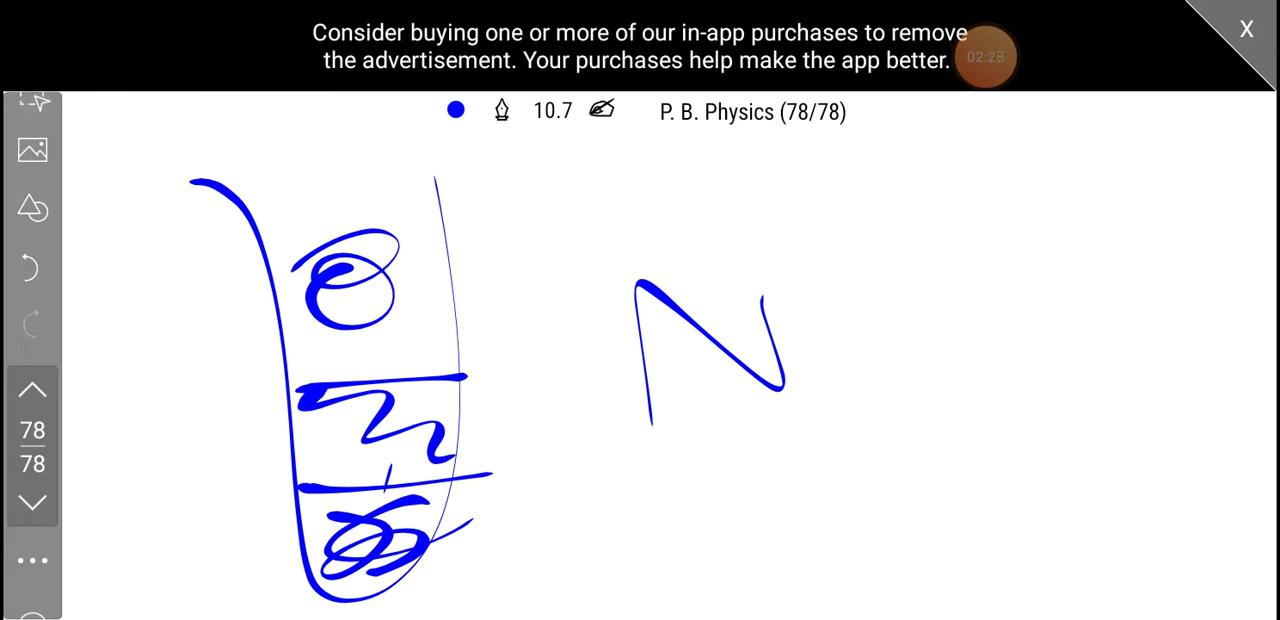 Consider buying one or more of our in-app purchases to remove
the advertisement. Your purchases help make the app better.
02:23
X
10.7
P. B. Physics (78/78)
N
78
78